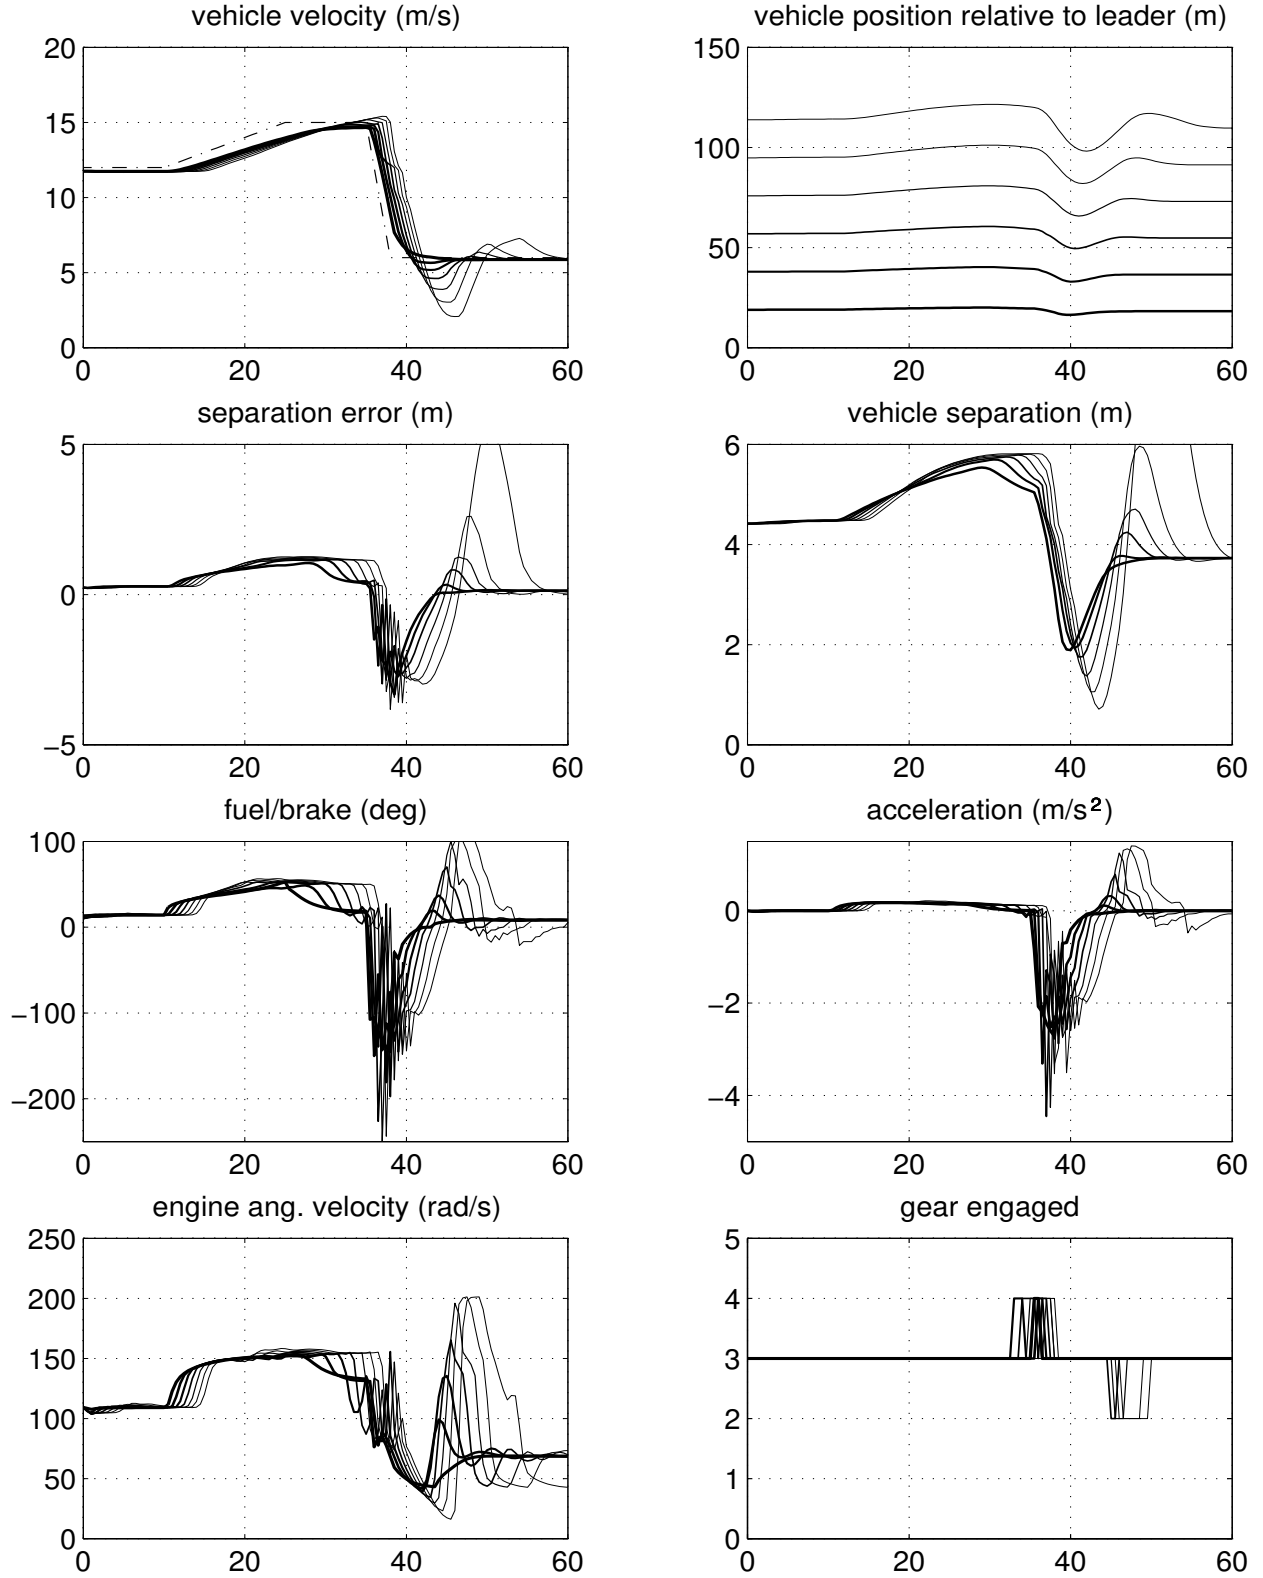 vehicle velocity (m/s)
vehicle position relative to leader (m)
20
15
10
5
0
0 20 40 60
150
100
50
0
0 20 40 60
separation error (m)
vehicle separation (m)
5
0
−5
0 20 40 60
6
4
2
0
0 20 40 60
fuel/brake (deg)
acceleration (m/s²)
100
0
−100
−200
0 20 40 60
0
−2
−4
0 20 40 60
engine ang. velocity (rad/s)
gear engaged
250
200
150
100
50
0
0 20 40 60
5
4
3
2
1
0
0 20 40 60